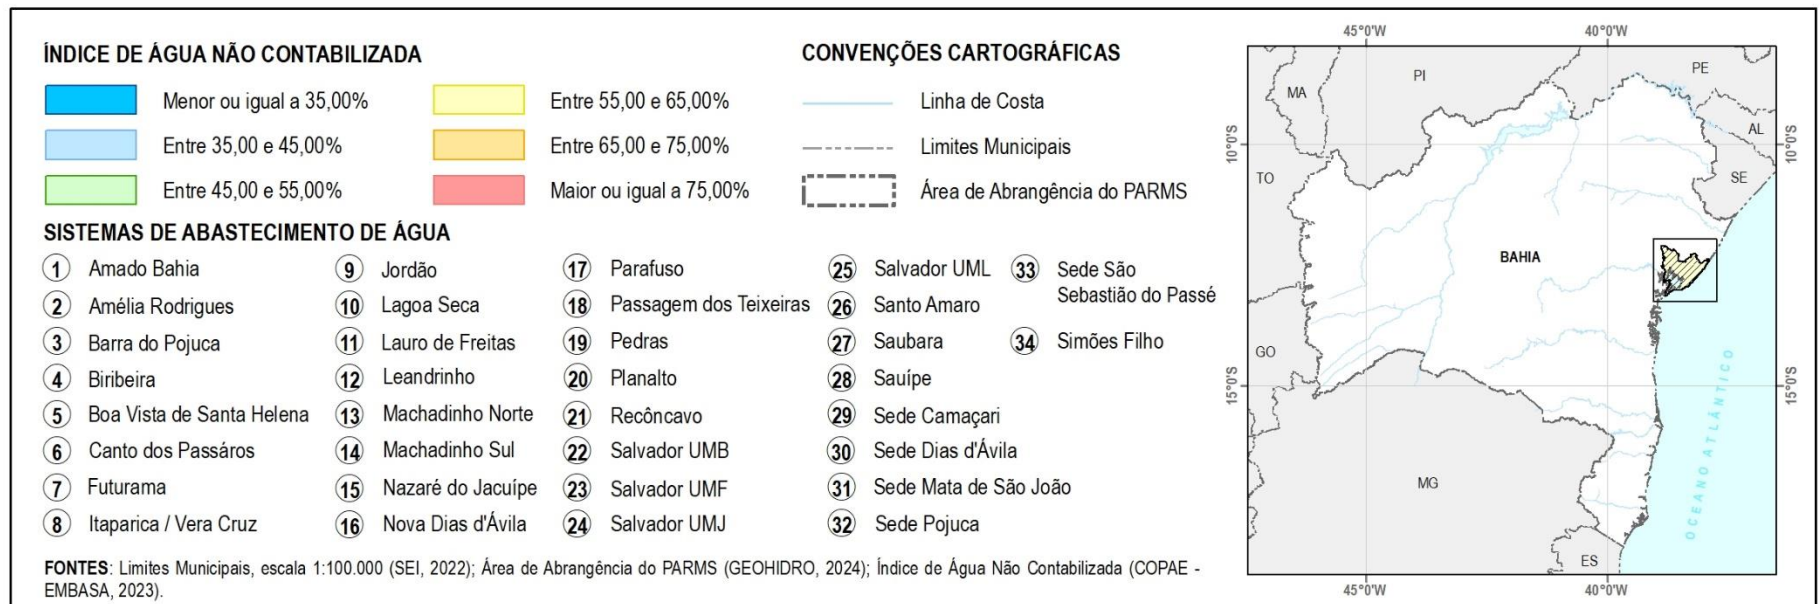 ÍNDICE DE ÁGUA NÃO CONTABILIZADA
Menor ou igual a 35,00%
Entre 35,00 e 45,00%
Entre 45,00 e 55,00%
Entre 55,00 e 65,00%
Entre 65,00 e 75,00%
Maior ou igual a 75,00%
CONVENÇÕES CARTOGRÁFICAS
Linha de Costa
Limites Municipais
Área de Abrangência do PARMS
SISTEMAS DE ABASTECIMENTO DE ÁGUA
1 Amado Bahia
2 Amélia Rodrigues
3 Barra do Pojuca
4 Biribeira
5 Boa Vista de Santa Helena
6 Canto dos Passáros
7 Futurama
8 Itaparica / Vera Cruz
9 Jordão
10 Lagoa Seca
11 Lauro de Freitas
12 Leandrinho
13 Machadinho Norte
14 Machadinho Sul
15 Nazaré do Jacuípe
16 Nova Dias d'Ávila
17 Parafuso
18 Passagem dos Teixeiras
19 Pedras
20 Planalto
21 Recôncavo
22 Salvador UMB
23 Salvador UMF
24 Salvador UMJ
25 Salvador UML
26 Santo Amaro
27 Saubara
28 Sauípe
29 Sede Camaçari
30 Sede Dias d'Ávila
31 Sede Mata de São João
32 Sede Pojuca
33 Sede São
Sebastião do Passé
34 Simões Filho
FONTES: Limites Municipais, escala 1:100.000 (SEI, 2022); Área de Abrangência do PARMS (GEOHIDRO, 2024); Índice de Água Não Contabilizada (COPAE -
EMBASA, 2023).
45°0'W
40°0'W
PI
PE
MA
AL
10°0'S
10°0'S
TO
SE
BAHIA
GO
15°0'S
15°0'S
OCEANO ATLÂNTICO
MG
ES
45°0'W
40°0'W